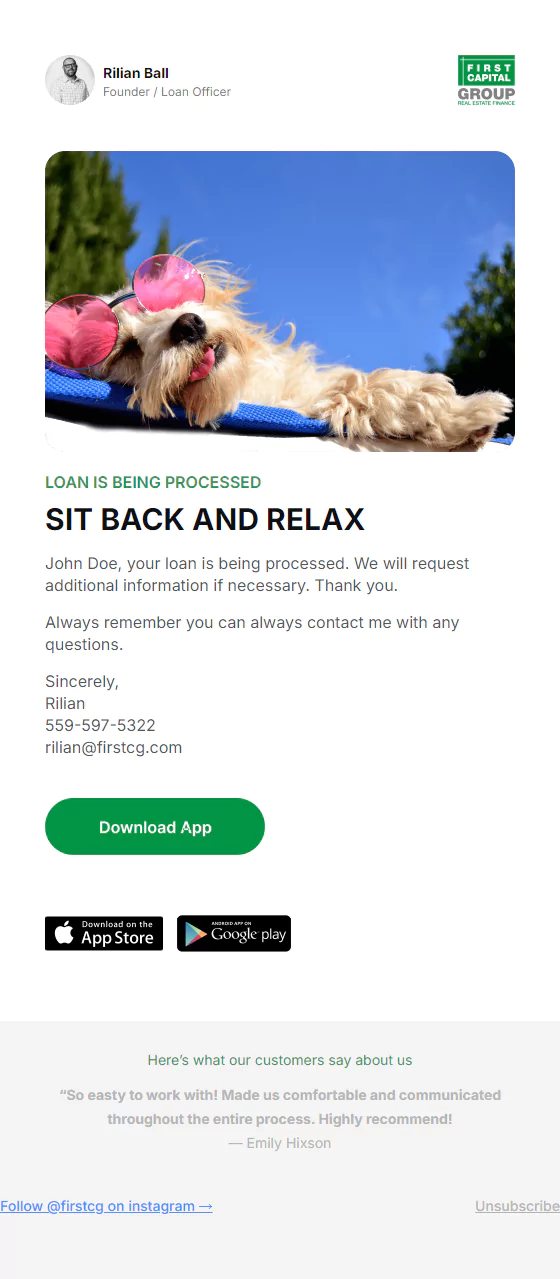 Rilian Ball
Founder / Loan Officer
FIRST
CAPITAL
GROUP
REAL ESTATE FINANCE
LOAN IS BEING PROCESSED
SIT BACK AND RELAX
John Doe, your loan is being processed. We will request
additional information if necessary. Thank you.
Always remember you can always contact me with any
questions.
Sincerely,
Rilian
559-597-5322
rilian@firstcg.com
Download App
Download on the
App Store
ANDROID APP ON
Google play
Here’s what our customers say about us
“So easty to work with! Made us comfortable and communicated
throughout the entire process. Highly recommend!
— Emily Hixson
Follow @firstcg on instagram →
Unsubscribe